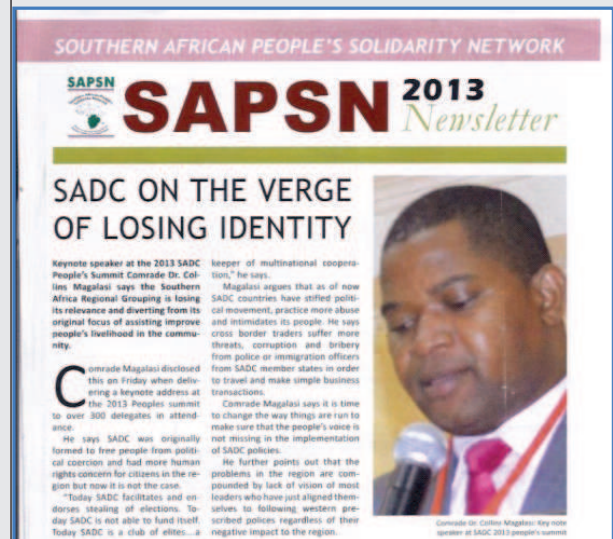 SOUTHERN AFRICAN PEOPLE'S SOLIDARITY NETWORK
SAPSN
SAPSN
2013
Newsletter
SADC ON THE VERGE
OF LOSING IDENTITY
Keynote speaker at the 2013 SADC
People's Summit Comrade Dr. Col-
lins Magalasi says the Southern
Africa Regional Grouping is losing
its relevance and diverting from its
original focus of assisting improve
people's livelihood in the commu-
nity.
Comrade Magalasi disclosed
this on Friday when deliv-
ering a keynote address at
the 2013 Peoples summit
to over 300 delegates in attend-
ance.
He says SADC was originally
formed to free people from politi-
cal coercion and had more human
rights concern for citizens in the re-
gion but now it is not the case.
"Today SADC facilitates and en-
dorses stealing of elections. To-
day SADC is not able to fund itself.
Today SADC is a club of elites...a
keeper of multinational coopera-
tion," he says.
Magalasi argues that as of now
SADC countries have stifled politi-
cal movement, practice more abuse
and intimidates its people. He says
cross border traders suffer more
threats, corruption and bribery
from police or immigration officers
from SADC member states in order
to travel and make simple business
transactions.
Comrade Magalasi says it is time
to change the way things are run to
make sure that the people's voice is
not missing in the implementation
of SADC policies.
He further points out that the
problems in the region are com-
pounded by lack of vision of most
leaders who have just aligned them-
selves to following western pre-
scribed polices regardless of their
negative impact to the region.
Comrade Dr. Collins Magalasi: Key note
speaker at SADC 2013 people's summit